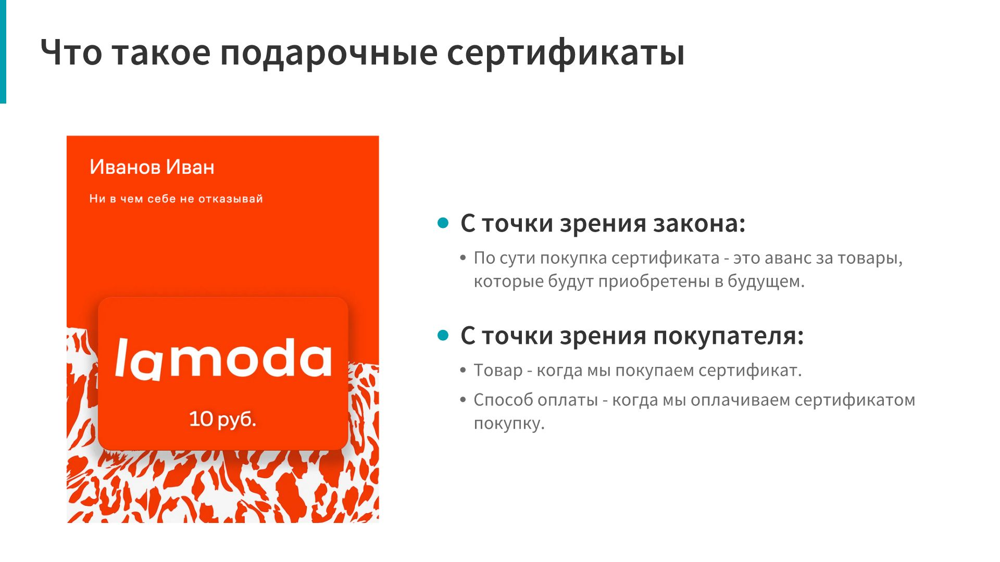 Что такое подарочные сертификаты
Иванов Иван
Ни в чем себе не отказывай
lamoda
10 руб.
• С точки зрения закона:
• По сути покупка сертификата - это аванс за товары,
которые будут приобретены в будущем.
• С точки зрения покупателя:
• Товар - когда мы покупаем сертификат.
• Способ оплаты - когда мы оплачиваем сертификатом
покупку.